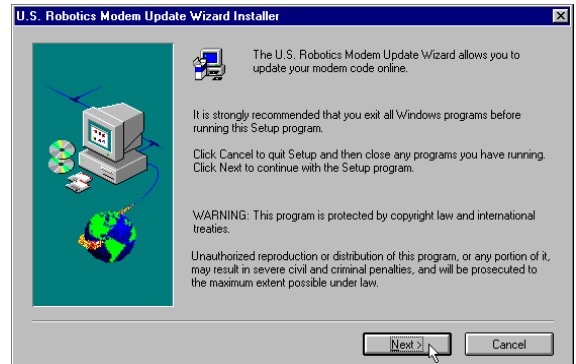 U.S. Robotics Modem Update Wizard Installer
The U.S. Robotics Modem Update Wizard allows you to
update your modem code online.
It is strongly recommended that you exit all Windows programs before
running this Setup program.
Click Cancel to quit Setup and then close any programs you have running.
Click Next to continue with the Setup program.
WARNING: This program is protected by copyright law and international
treaties.
Unauthorized reproduction or distribution of this program, or any portion of it,
may result in severe civil and criminal penalties, and will be prosecuted to
the maximum extent possible under law.
Next >
Cancel